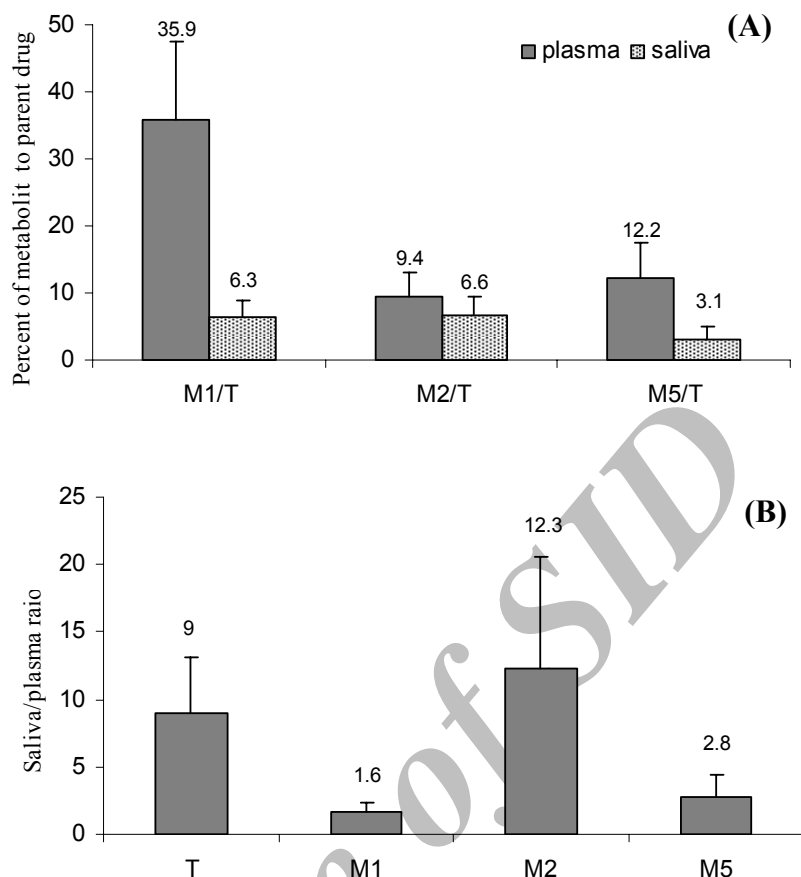 (A)
plasma saliva
Percent of metabolit to parent drug
50
40
30
20
10
0
35.9
6.3
9.4
6.6
12.2
3.1
M1/T M2/T M5/T
(B)
Saliva/plasma raio
25
20
15
10
5
0
9
1.6
12.3
2.8
T M1 M2 M5
of SID